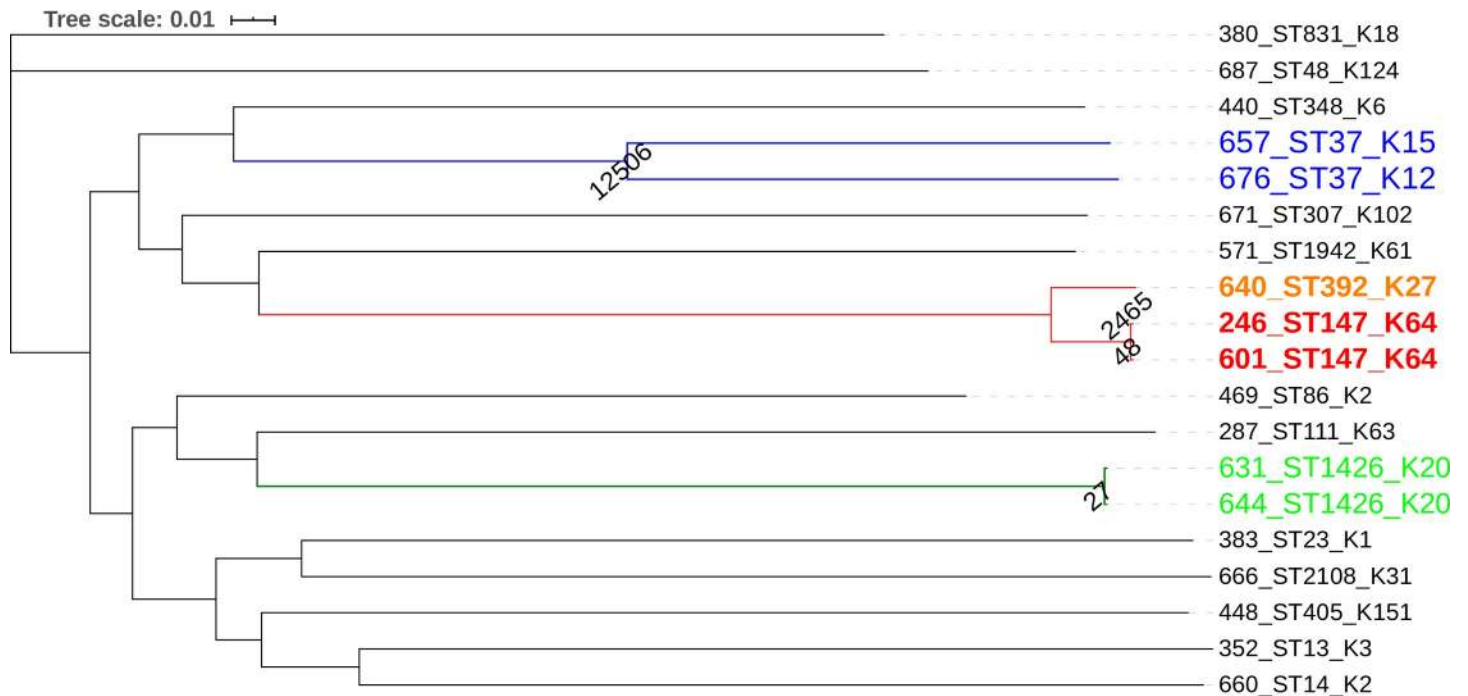 Tree scale: 0.01
380_ST831_K18
687_ST48_K124
440_ST348_K6
657_ST37_K15
12506
676_ST37_K12
671_ST307_K102
571_ST1942_K61
640_ST392_K27
2465
246_ST147_K64
48
601_ST147_K64
469_ST86_K2
287_ST111_K63
631_ST1426_K20
27
644_ST1426_K20
383_ST23_K1
666_ST2108_K31
448_ST405_K151
352_ST13_K3
660_ST14_K2